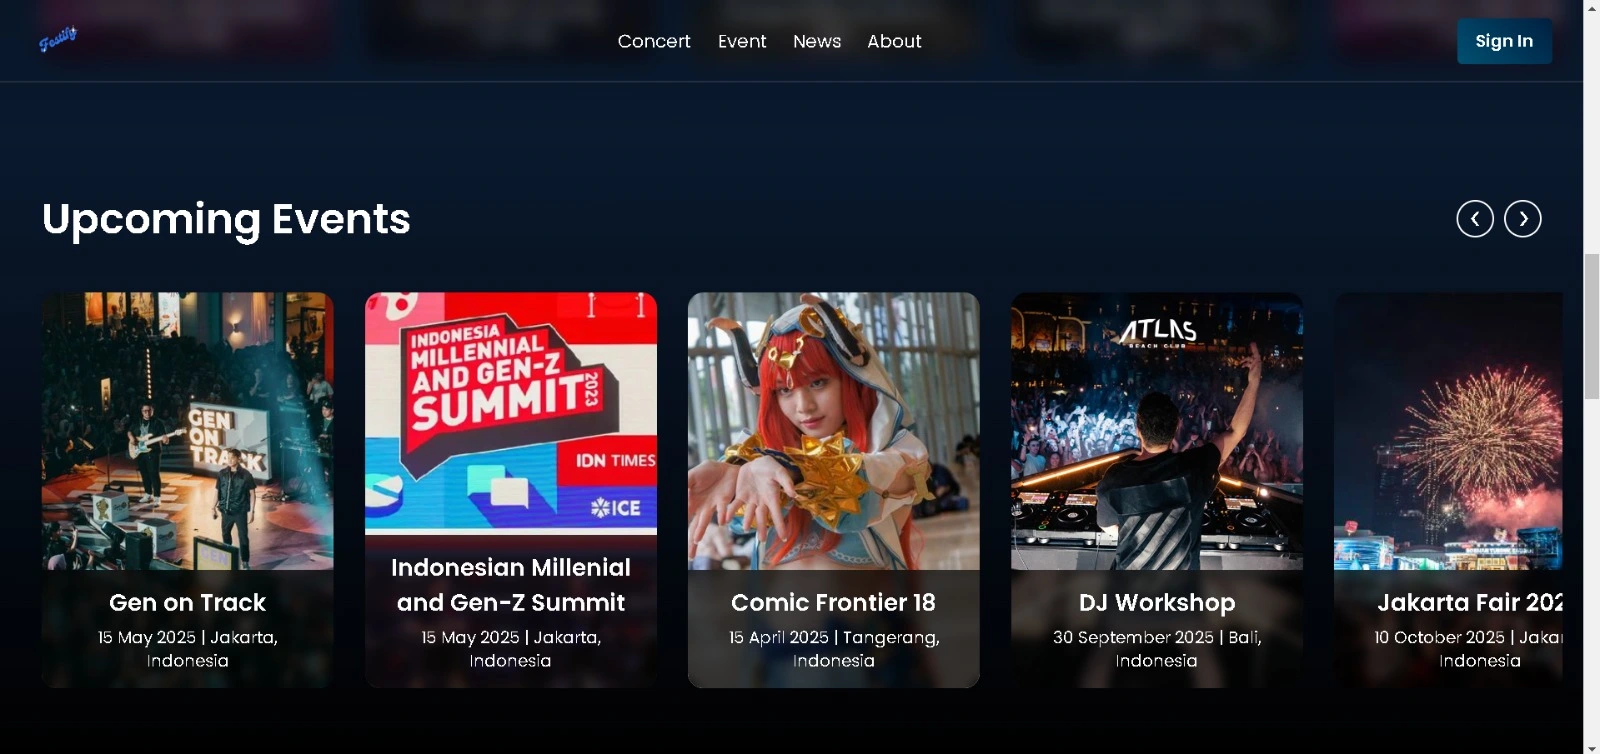 Festify
Concert
Event
News
About
Sign In
Upcoming Events
GEN
ON
TRACK
GEN
Gen on Track
15 May 2025 | Jakarta,
Indonesia
INDONESIA
MILLENNIAL
AND GEN-Z
SUMMIT
2023
IDN TIMES
ICE
Indonesian Millenial
and Gen-Z Summit
15 May 2025 | Jakarta,
Indonesia
Comic Frontier 18
15 April 2025 | Tangerang,
Indonesia
ATLAS
BEACH CLUB
DJ Workshop
30 September 2025 | Bali,
Indonesia
Jakarta Fair 202
10 October 2025 | Jakar
Indonesia